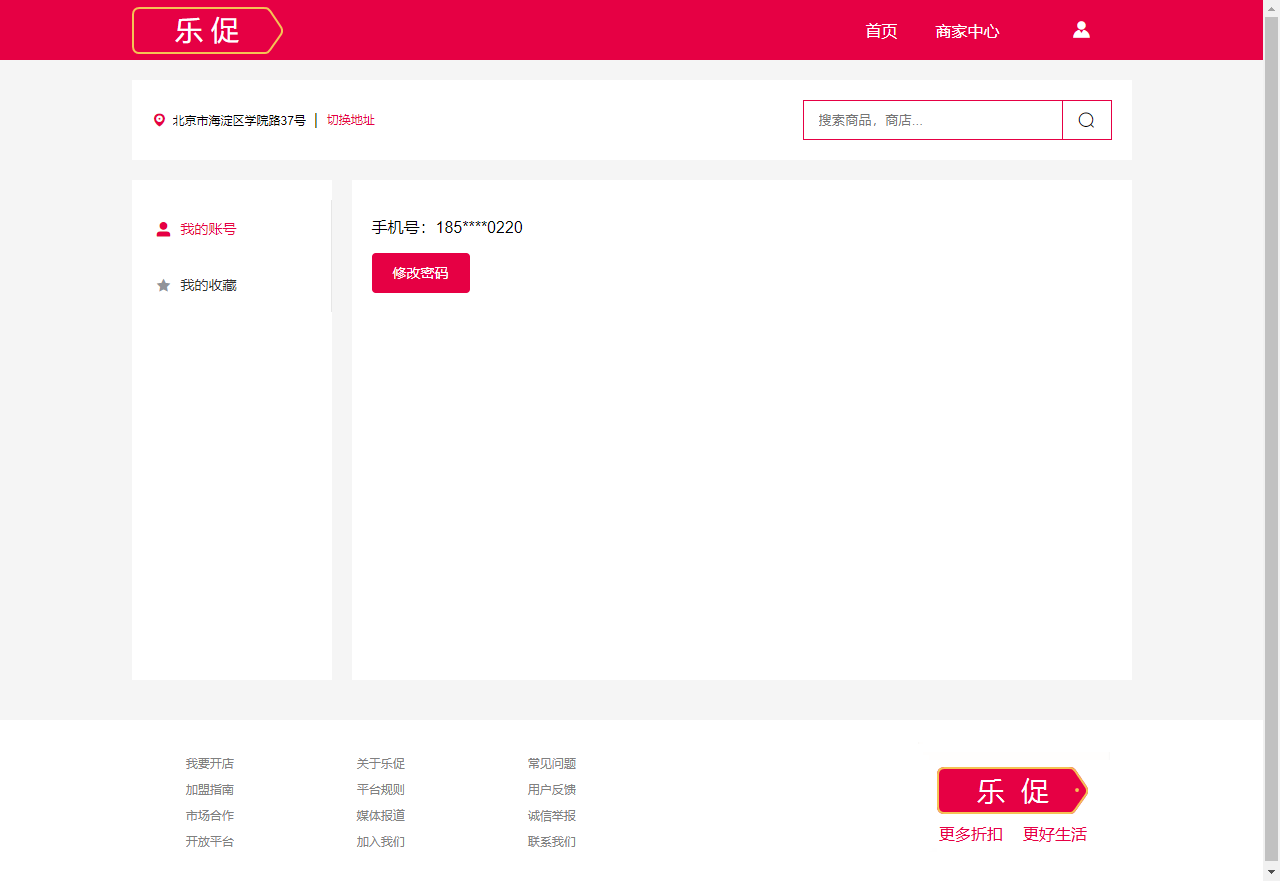 乐 促
首页 商家中心
北京市海淀区学院路37号 | 切换地址
搜索商品，商店...
我的账号
我的收藏
手机号：185****0220
修改密码
我要开店 关于乐促 常见问题
加盟指南 平台规则 用户反馈
市场合作 媒体报道 诚信举报
开放平台 加入我们 联系我们
乐 促
更多折扣 更好生活